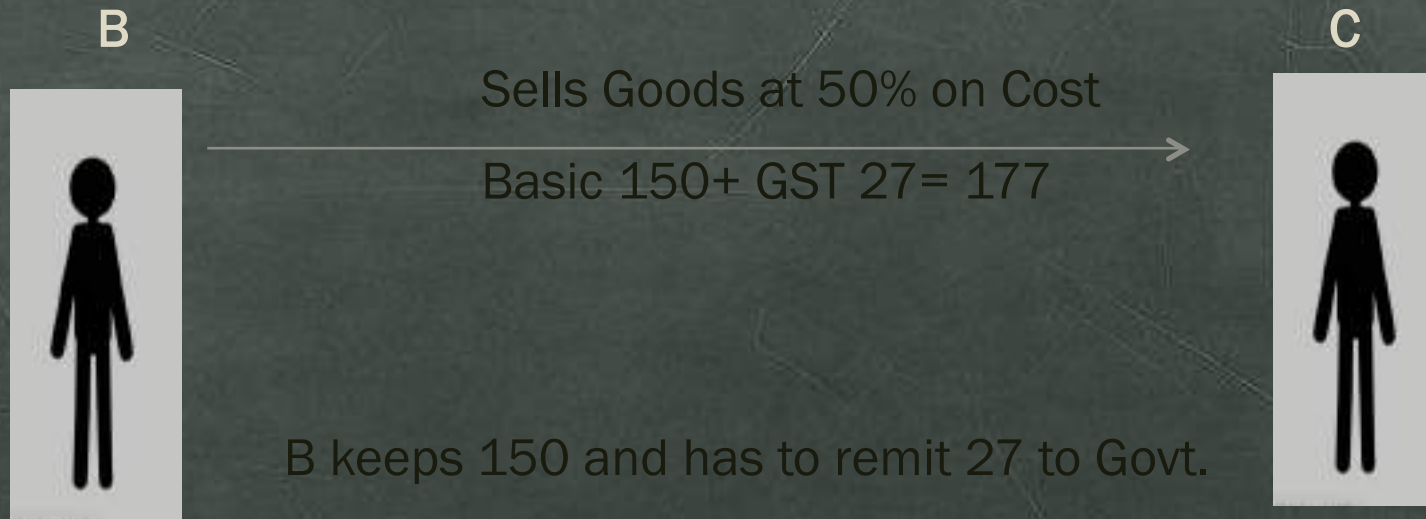 B
C
Sells Goods at 50% on Cost
Basic 150+ GST 27= 177
B keeps 150 and has to remit 27 to Govt.